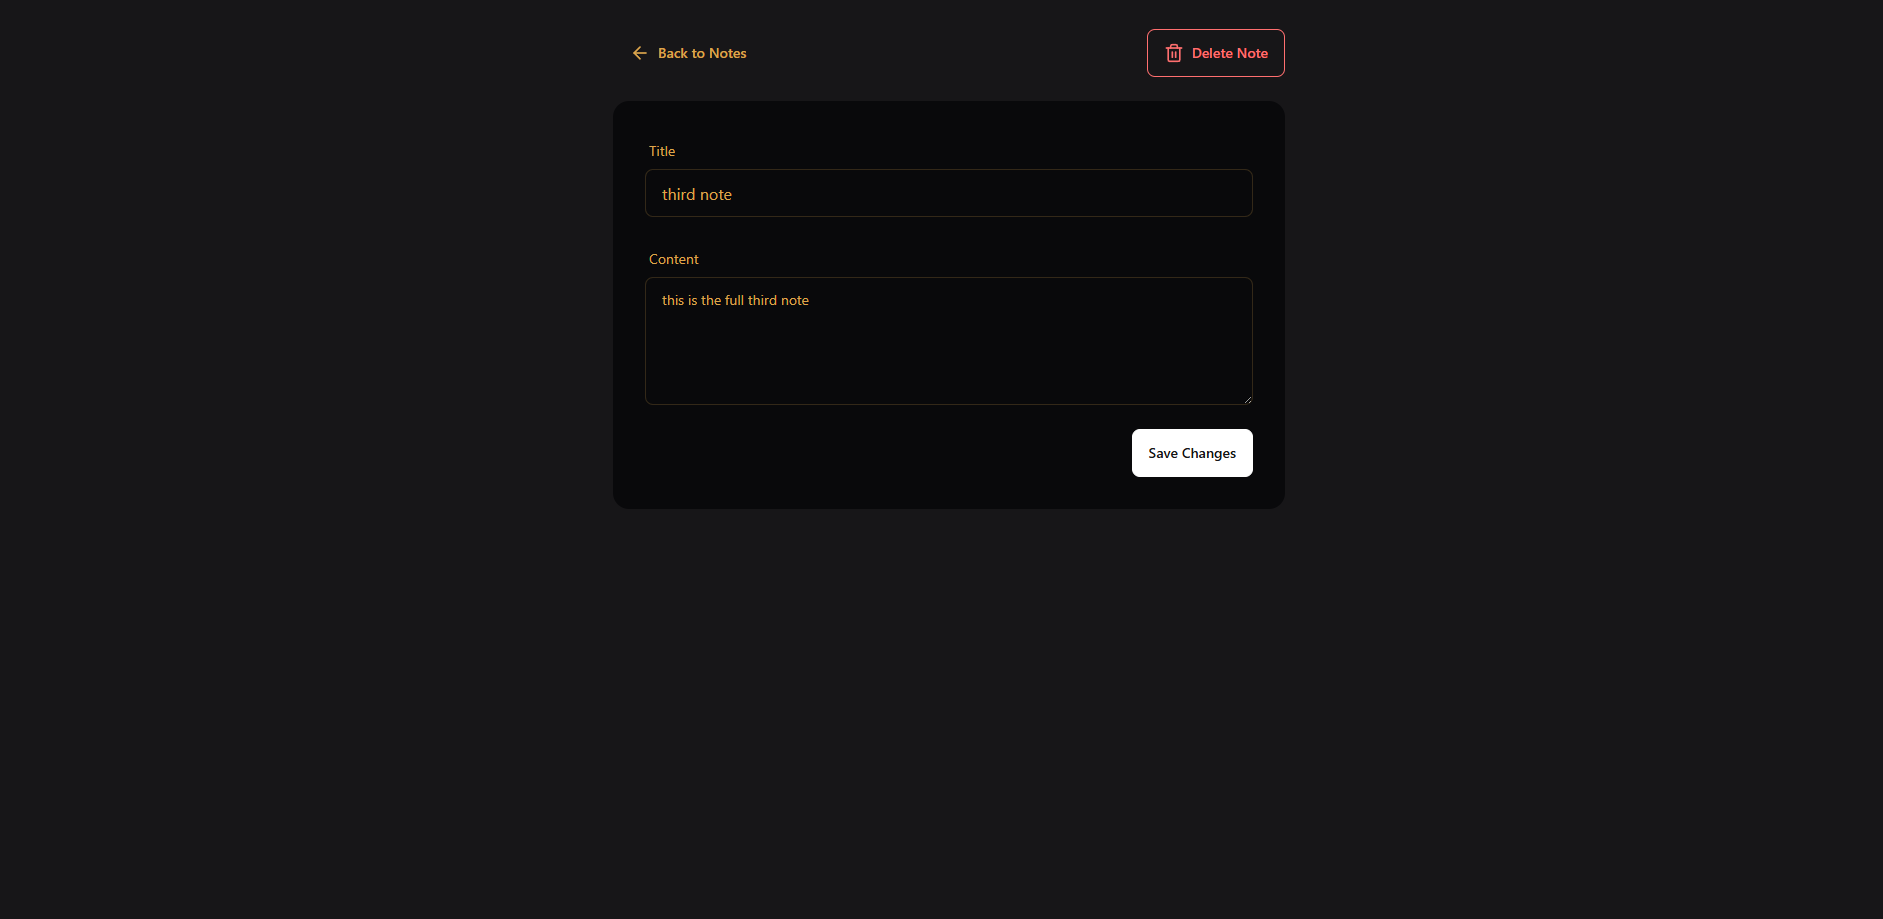 Back to Notes
Delete Note
Title
third note
Content
this is the full third note
Save Changes